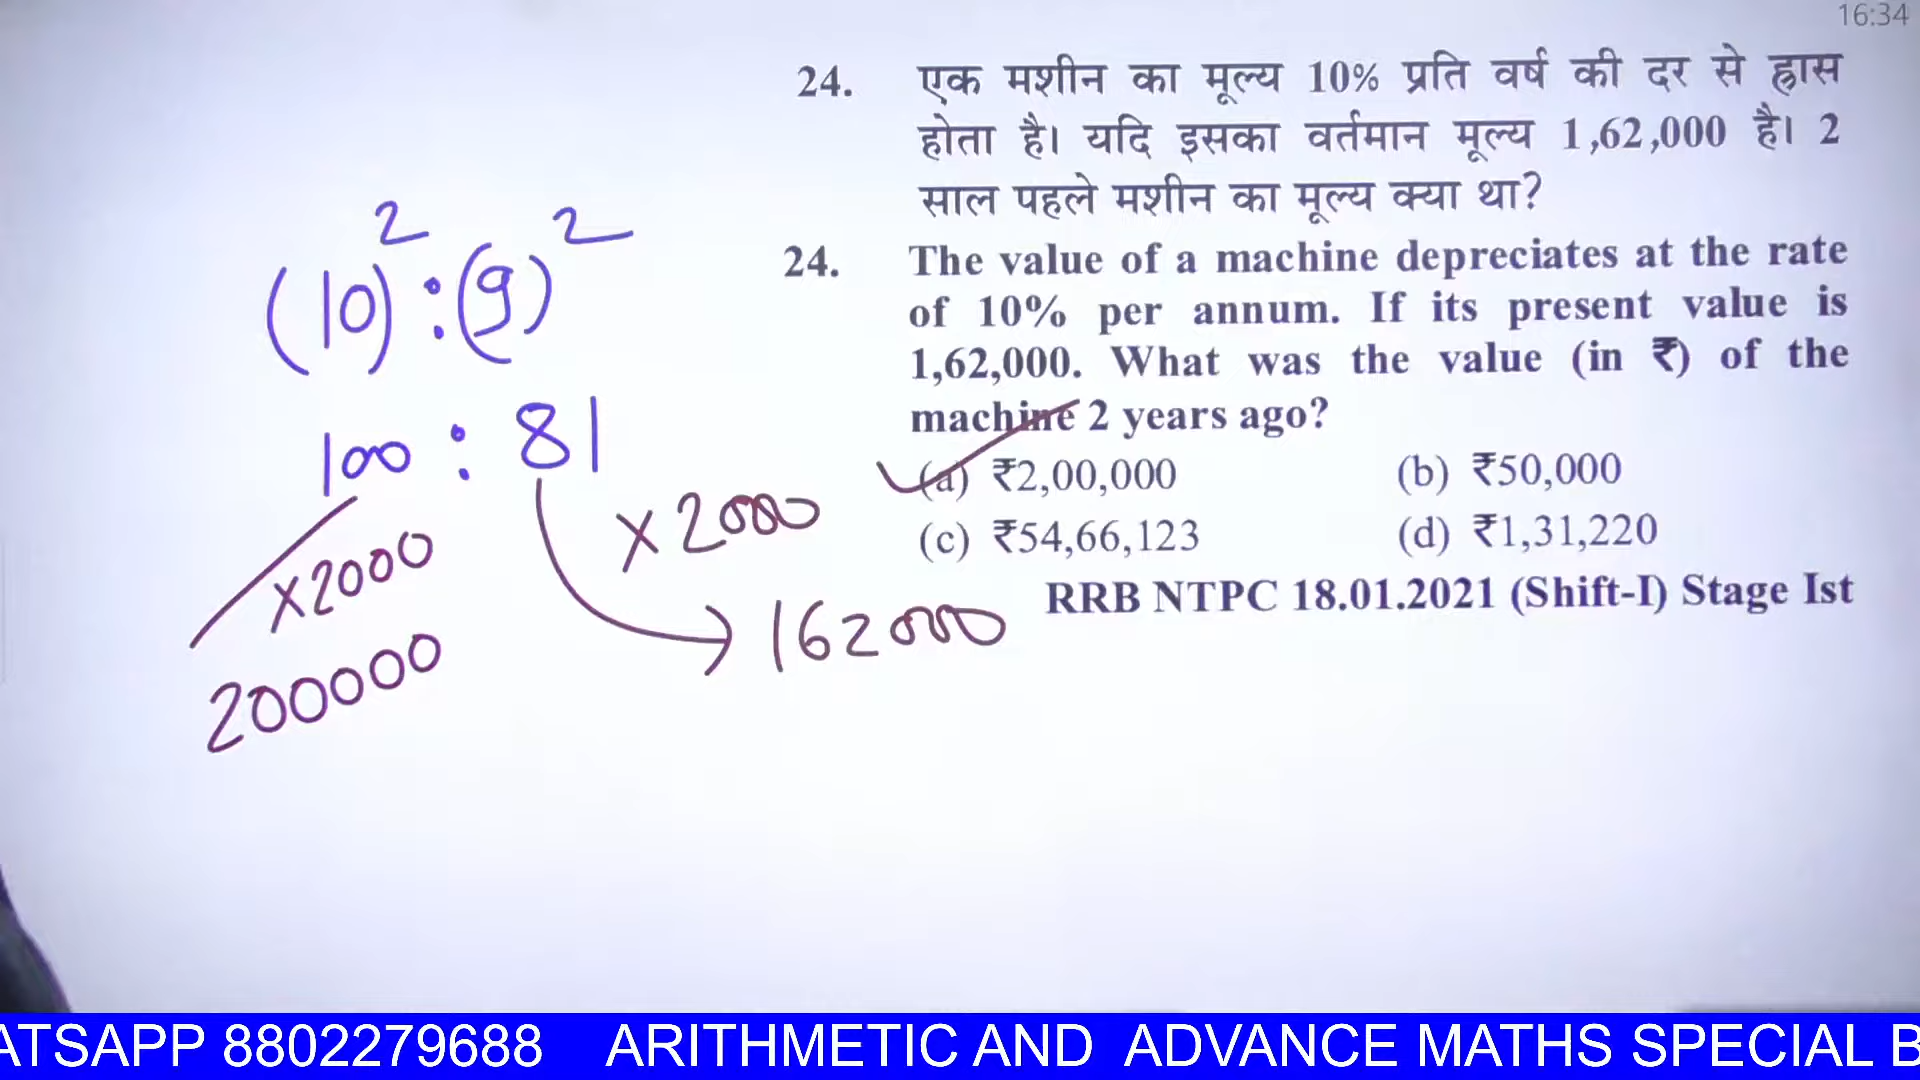 16:34
24. एक मशीन का मूल्य 10% प्रति वर्ष की दर से ह्रास
होता है। यदि इसका वर्तमान मूल्य 1,62,000 है। 2
साल पहले मशीन का मूल्य क्या था?
24. The value of a machine depreciates at the rate
of 10% per annum. If its present value is
1,62,000. What was the value (in ₹) of the
machine 2 years ago?
(a) ₹2,00,000 (b) ₹50,000
(c) ₹54,66,123 (d) ₹1,31,220
RRB NTPC 18.01.2021 (Shift-I) Stage Ist
(10)² : (9)²
100 : 81
×2000 ×2000
200000 162000
ATSAPP 8802279688 ARITHMETIC AND ADVANCE MATHS SPECIAL B